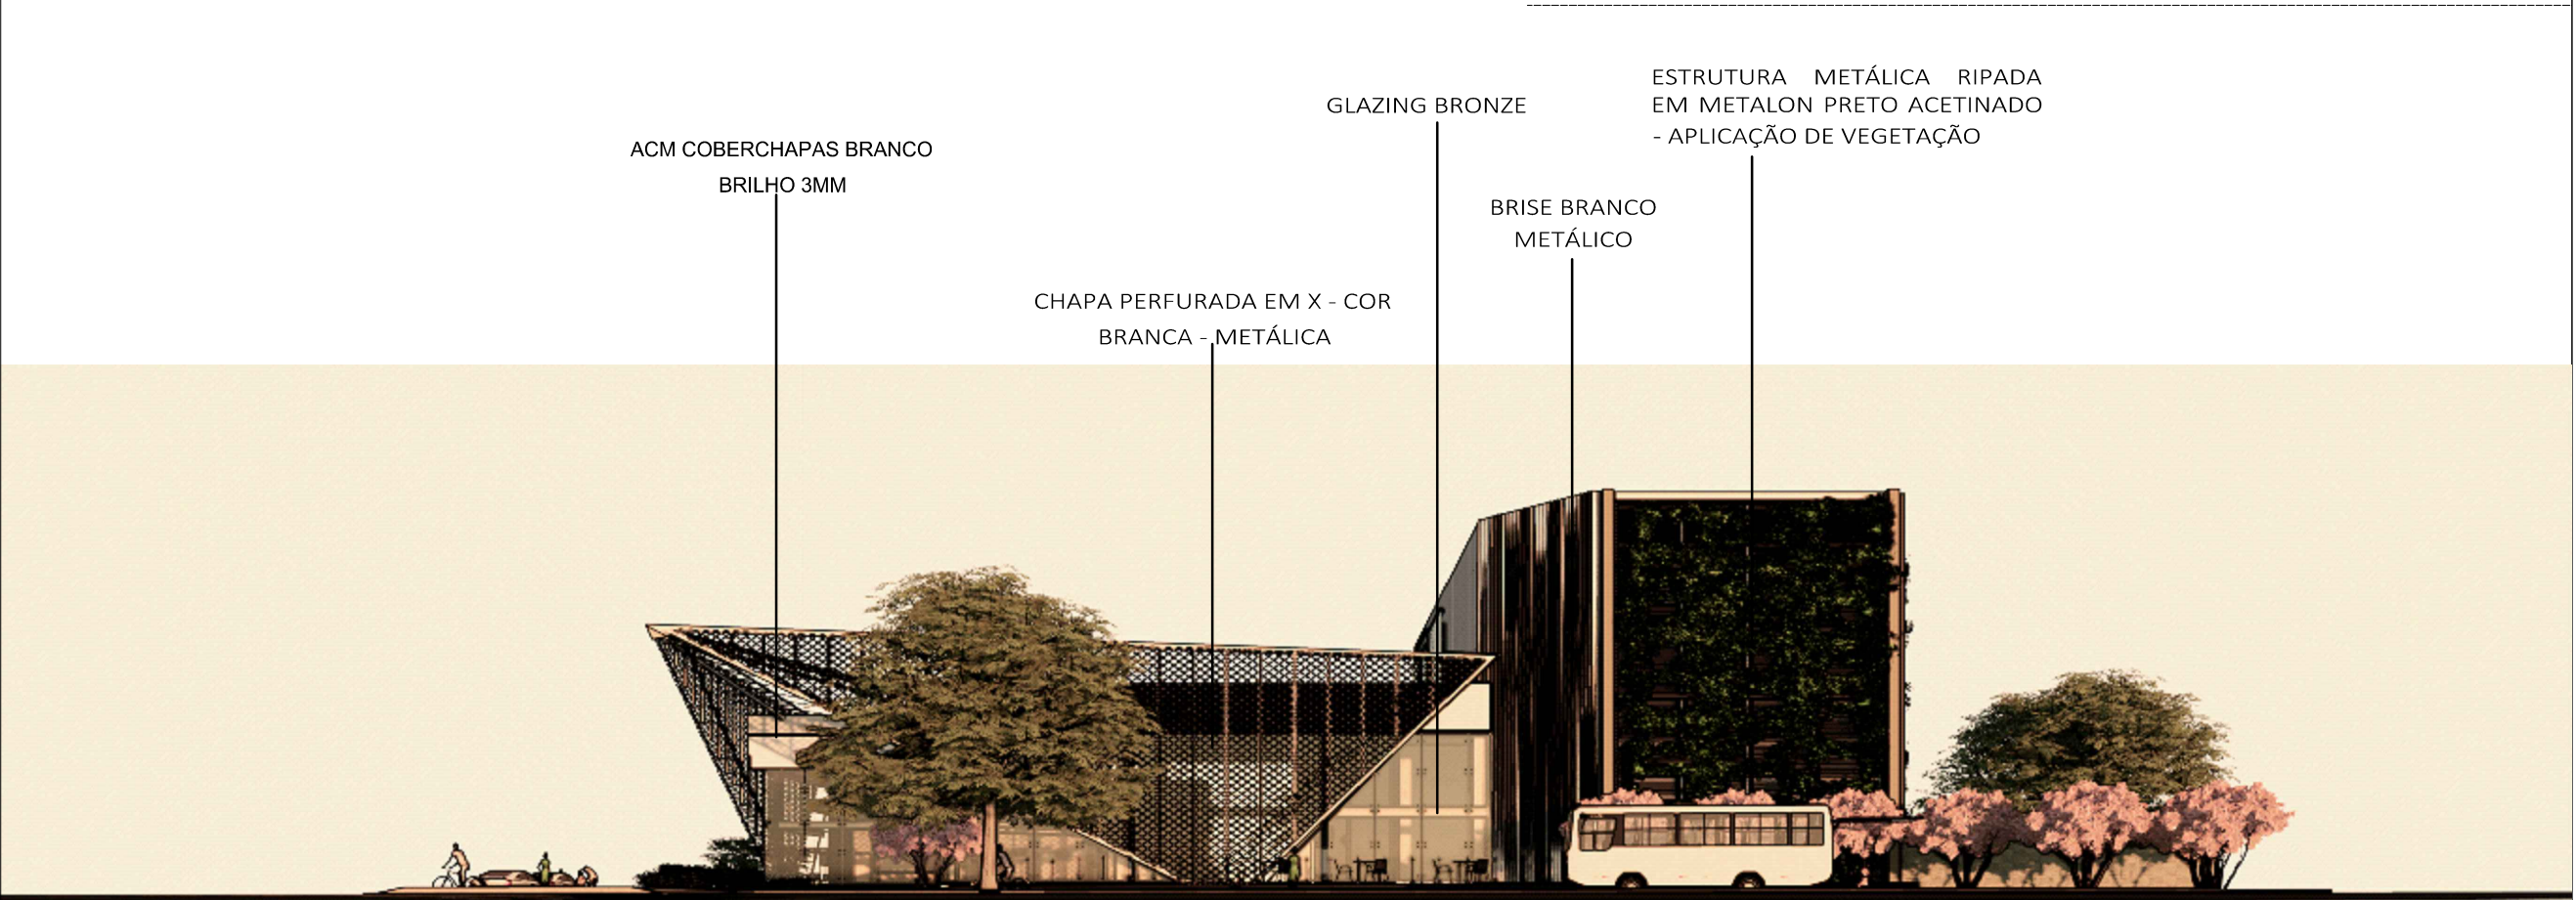 ACM COBERCHAPAS BRANCO
BRILHO 3MM
CHAPA PERFURADA EM X - COR
BRANCA - METÁLICA
GLAZING BRONZE
BRISE BRANCO
METÁLICO
ESTRUTURA METÁLICA RIPADA
EM METALON PRETO ACETINADO
- APLICAÇÃO DE VEGETAÇÃO